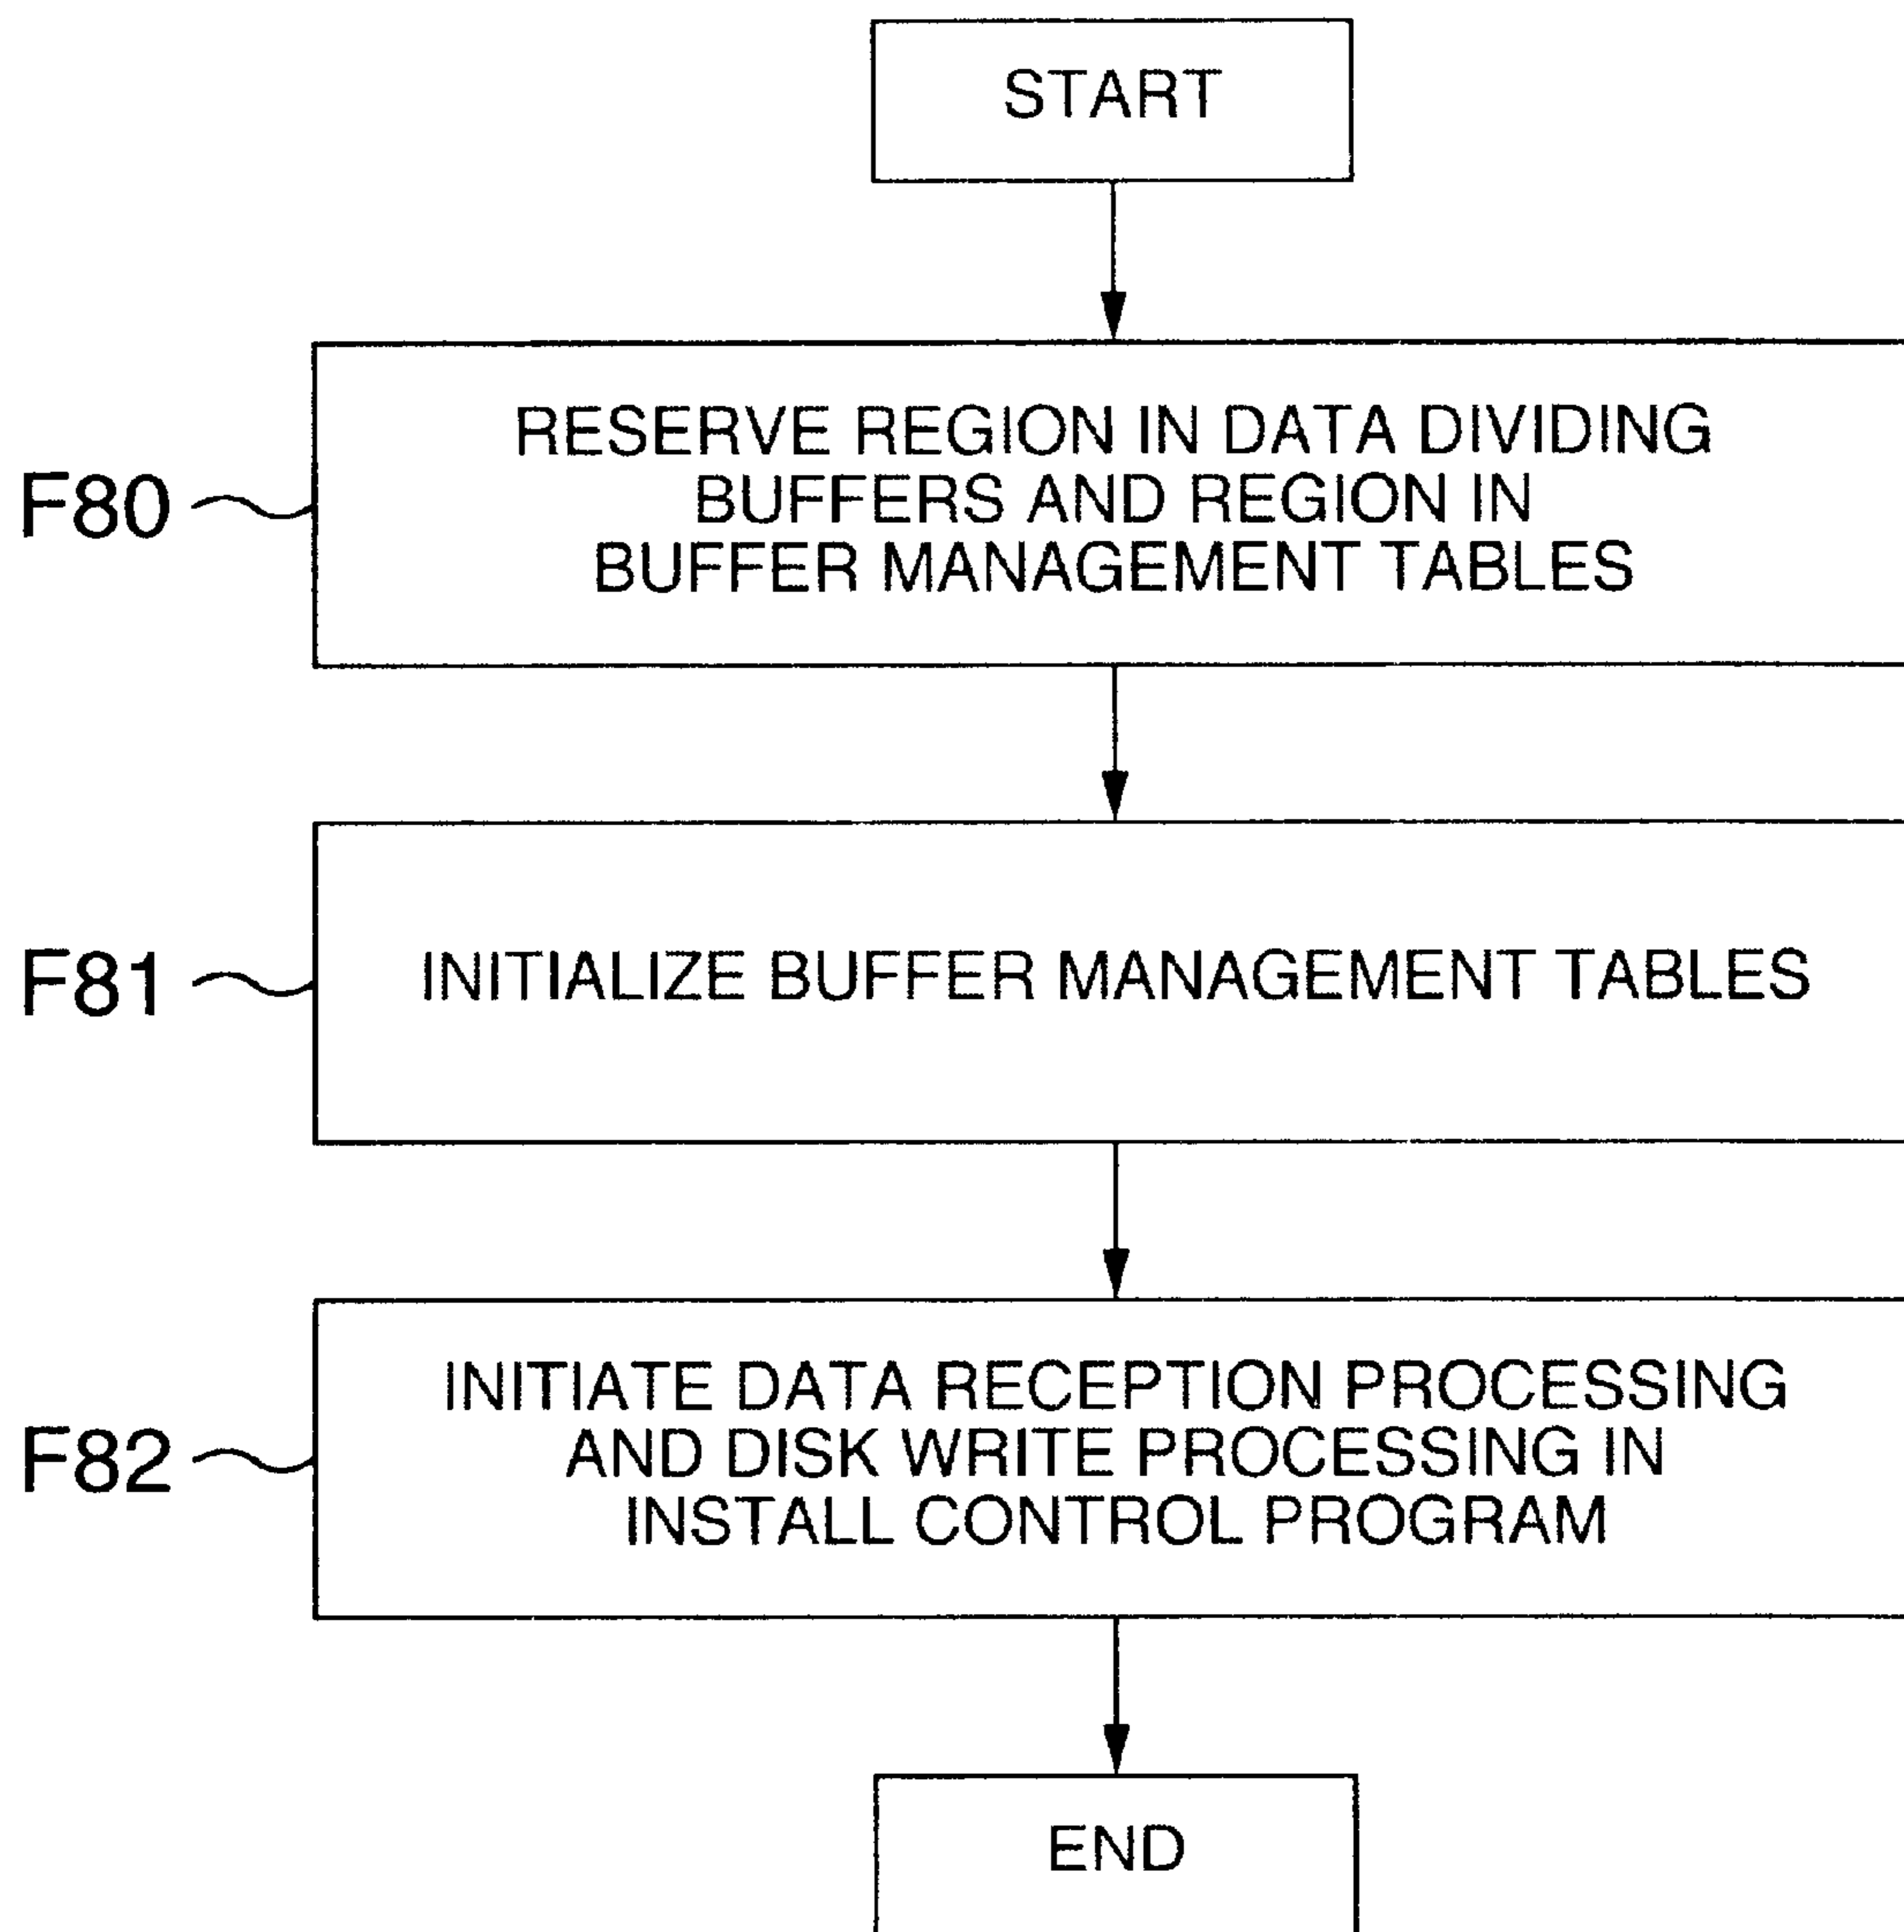 START
RESERVE REGION IN DATA DIVIDING
BUFFERS AND REGION IN
BUFFER MANAGEMENT TABLES
F80
INITIALIZE BUFFER MANAGEMENT TABLES
F81
INITIATE DATA RECEPTION PROCESSING
AND DISK WRITE PROCESSING IN
INSTALL CONTROL PROGRAM
F82
END